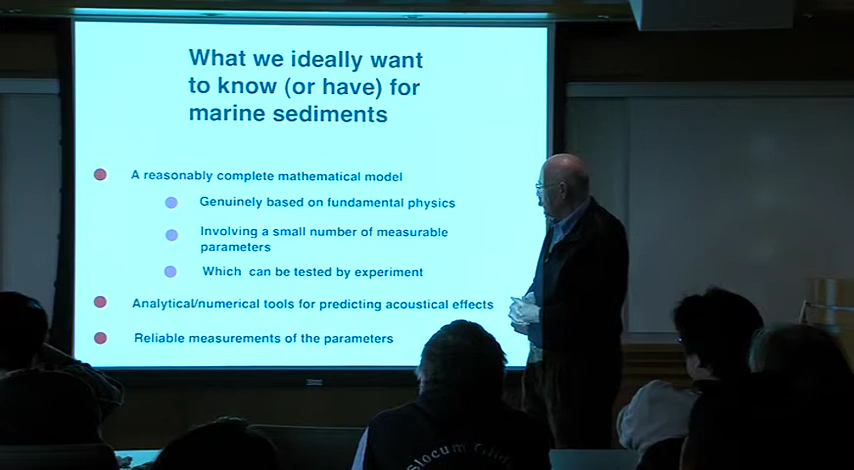 What we ideally want
to know (or have) for
marine sediments
A reasonably complete mathematical model
Genuinely based on fundamental physics
Involving a small number of measurable
parameters
Which can be tested by experiment
Analytical/numerical tools for predicting acoustical effects
Reliable measurements of the parameters
Slocum Glid